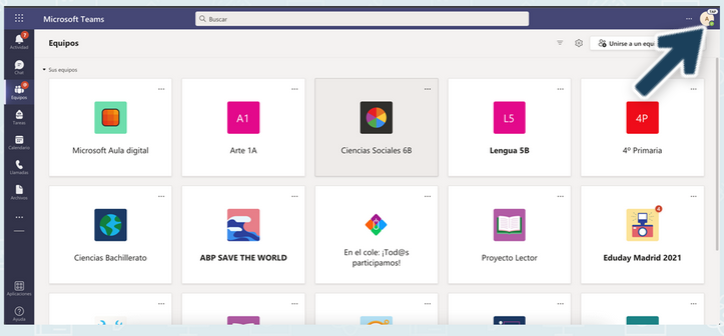 Microsoft Teams
Buscar
A
Actividad
7
Chat
Equipos
Tareas
Calendario
Llamadas
Archivos
Aplicaciones
Ayuda
Equipos
Unirse a un equi
Sus equipos
Microsoft Aula digital
A1
Arte 1A
Ciencias Sociales 6B
L5
Lengua 5B
4P
4º Primaria
Ciencias Bachillerato
ABP SAVE THE WORLD
En el cole: ¡Tod@s
participamos!
Proyecto Lector
4
Eduday Madrid 2021